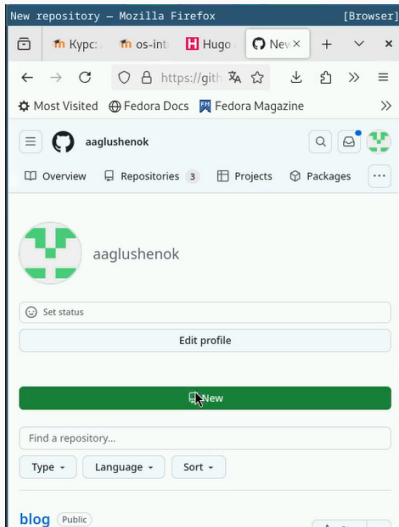 New repository — Mozilla Firefox [Browser]
Курс: os-int Hugo Nev
https://gith
Most Visited Fedora Docs Fedora Magazine
aaglushenok
Overview Repositories 3 Projects Packages
aaglushenok
Set status
Edit profile
New
Find a repository...
Type Language Sort
blog Public